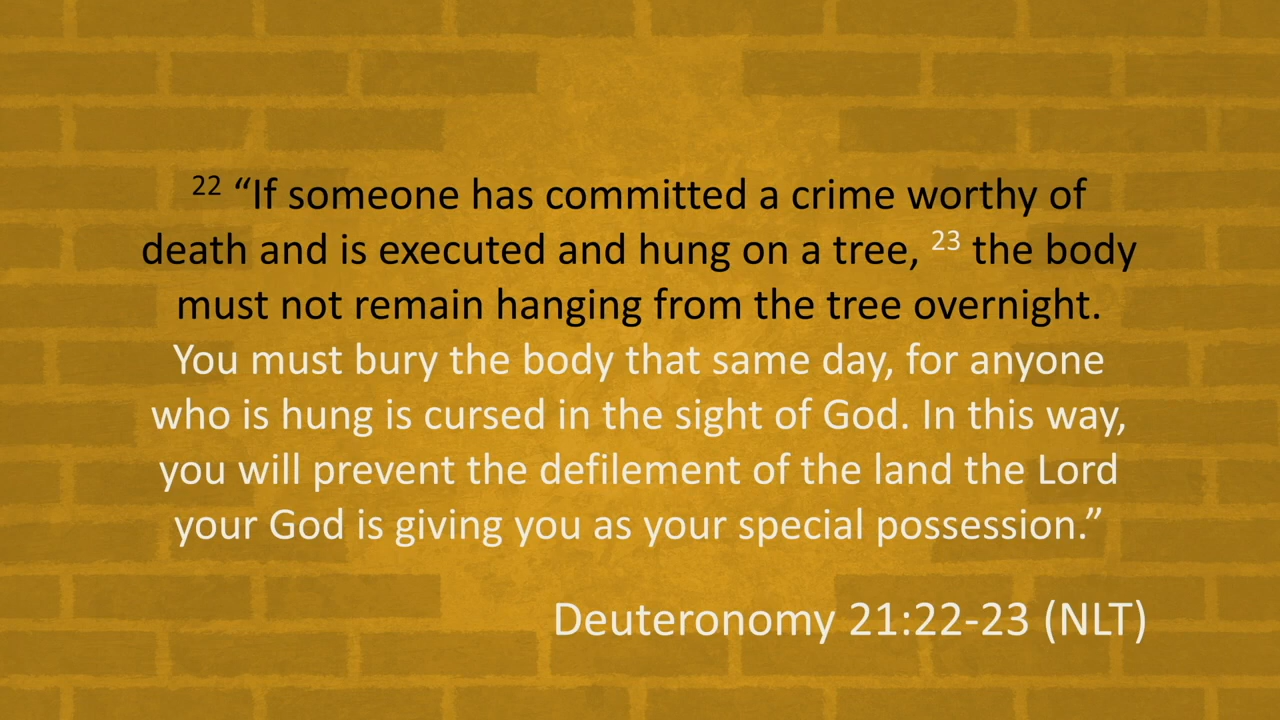 22 “If someone has committed a crime worthy of
death and is executed and hung on a tree, 23 the body
must not remain hanging from the tree overnight.
You must bury the body that same day, for anyone
who is hung is cursed in the sight of God. In this way,
you will prevent the defilement of the land the Lord
your God is giving you as your special possession.”
Deuteronomy 21:22-23 (NLT)